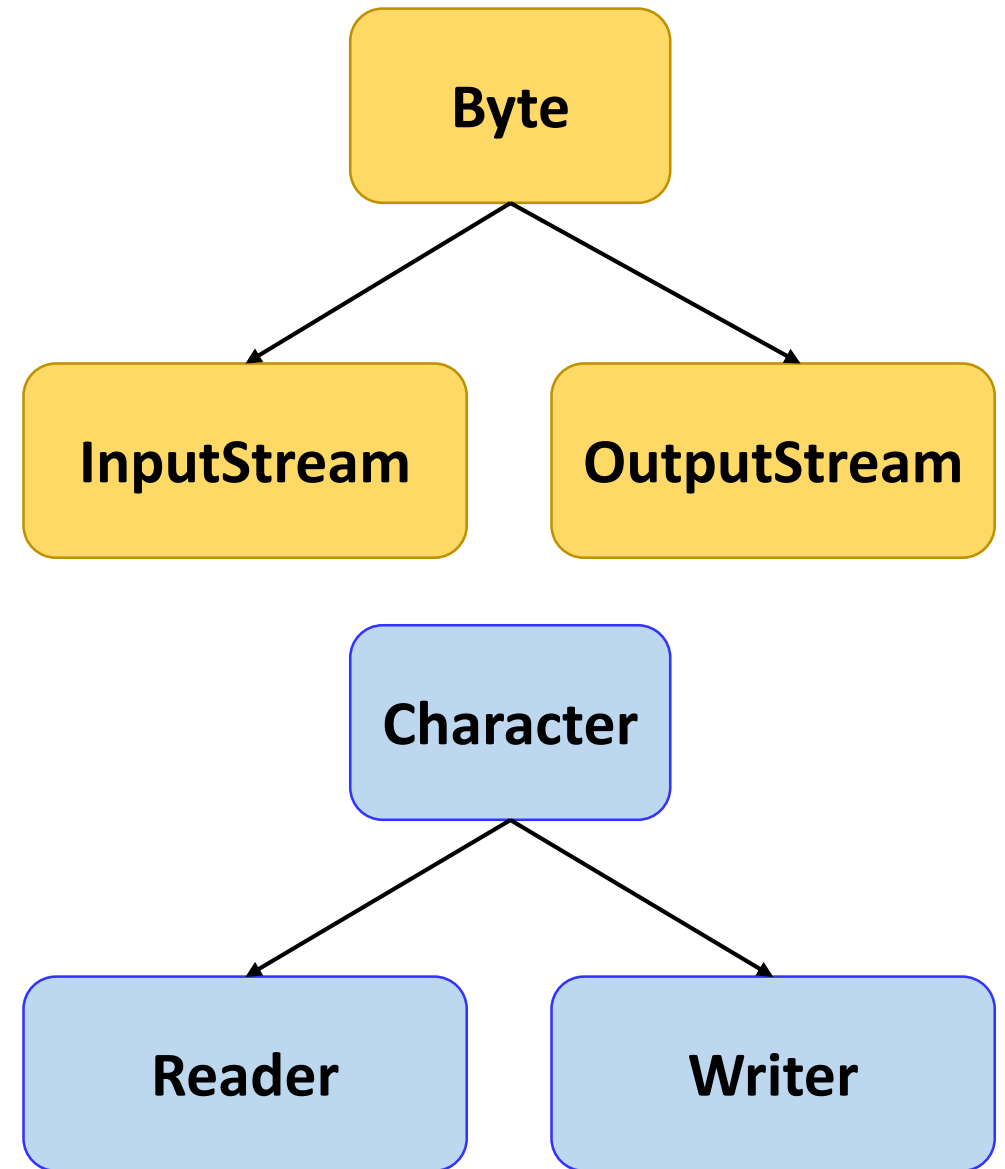 Byte
InputStream
OutputStream
Character
Reader
Writer